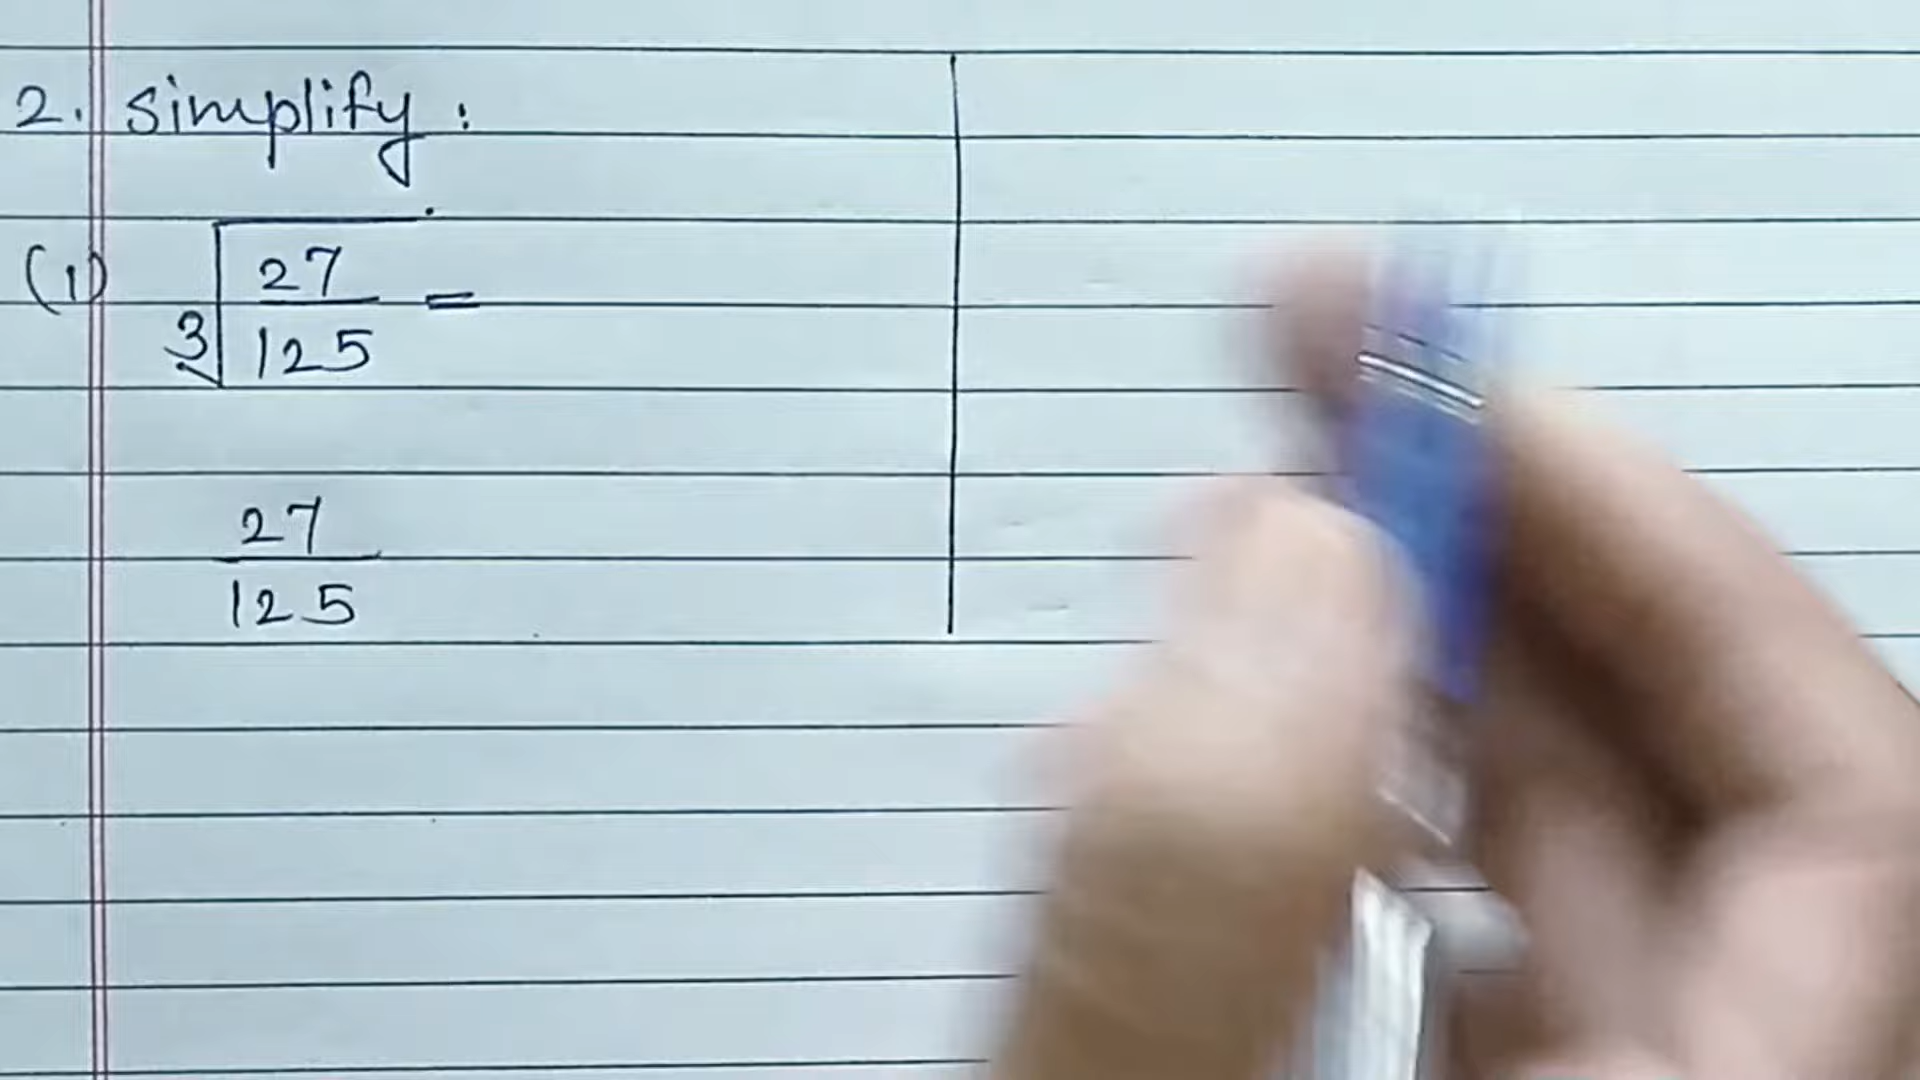 2. Simplify :
(1) ∛(27/125) =
27
125